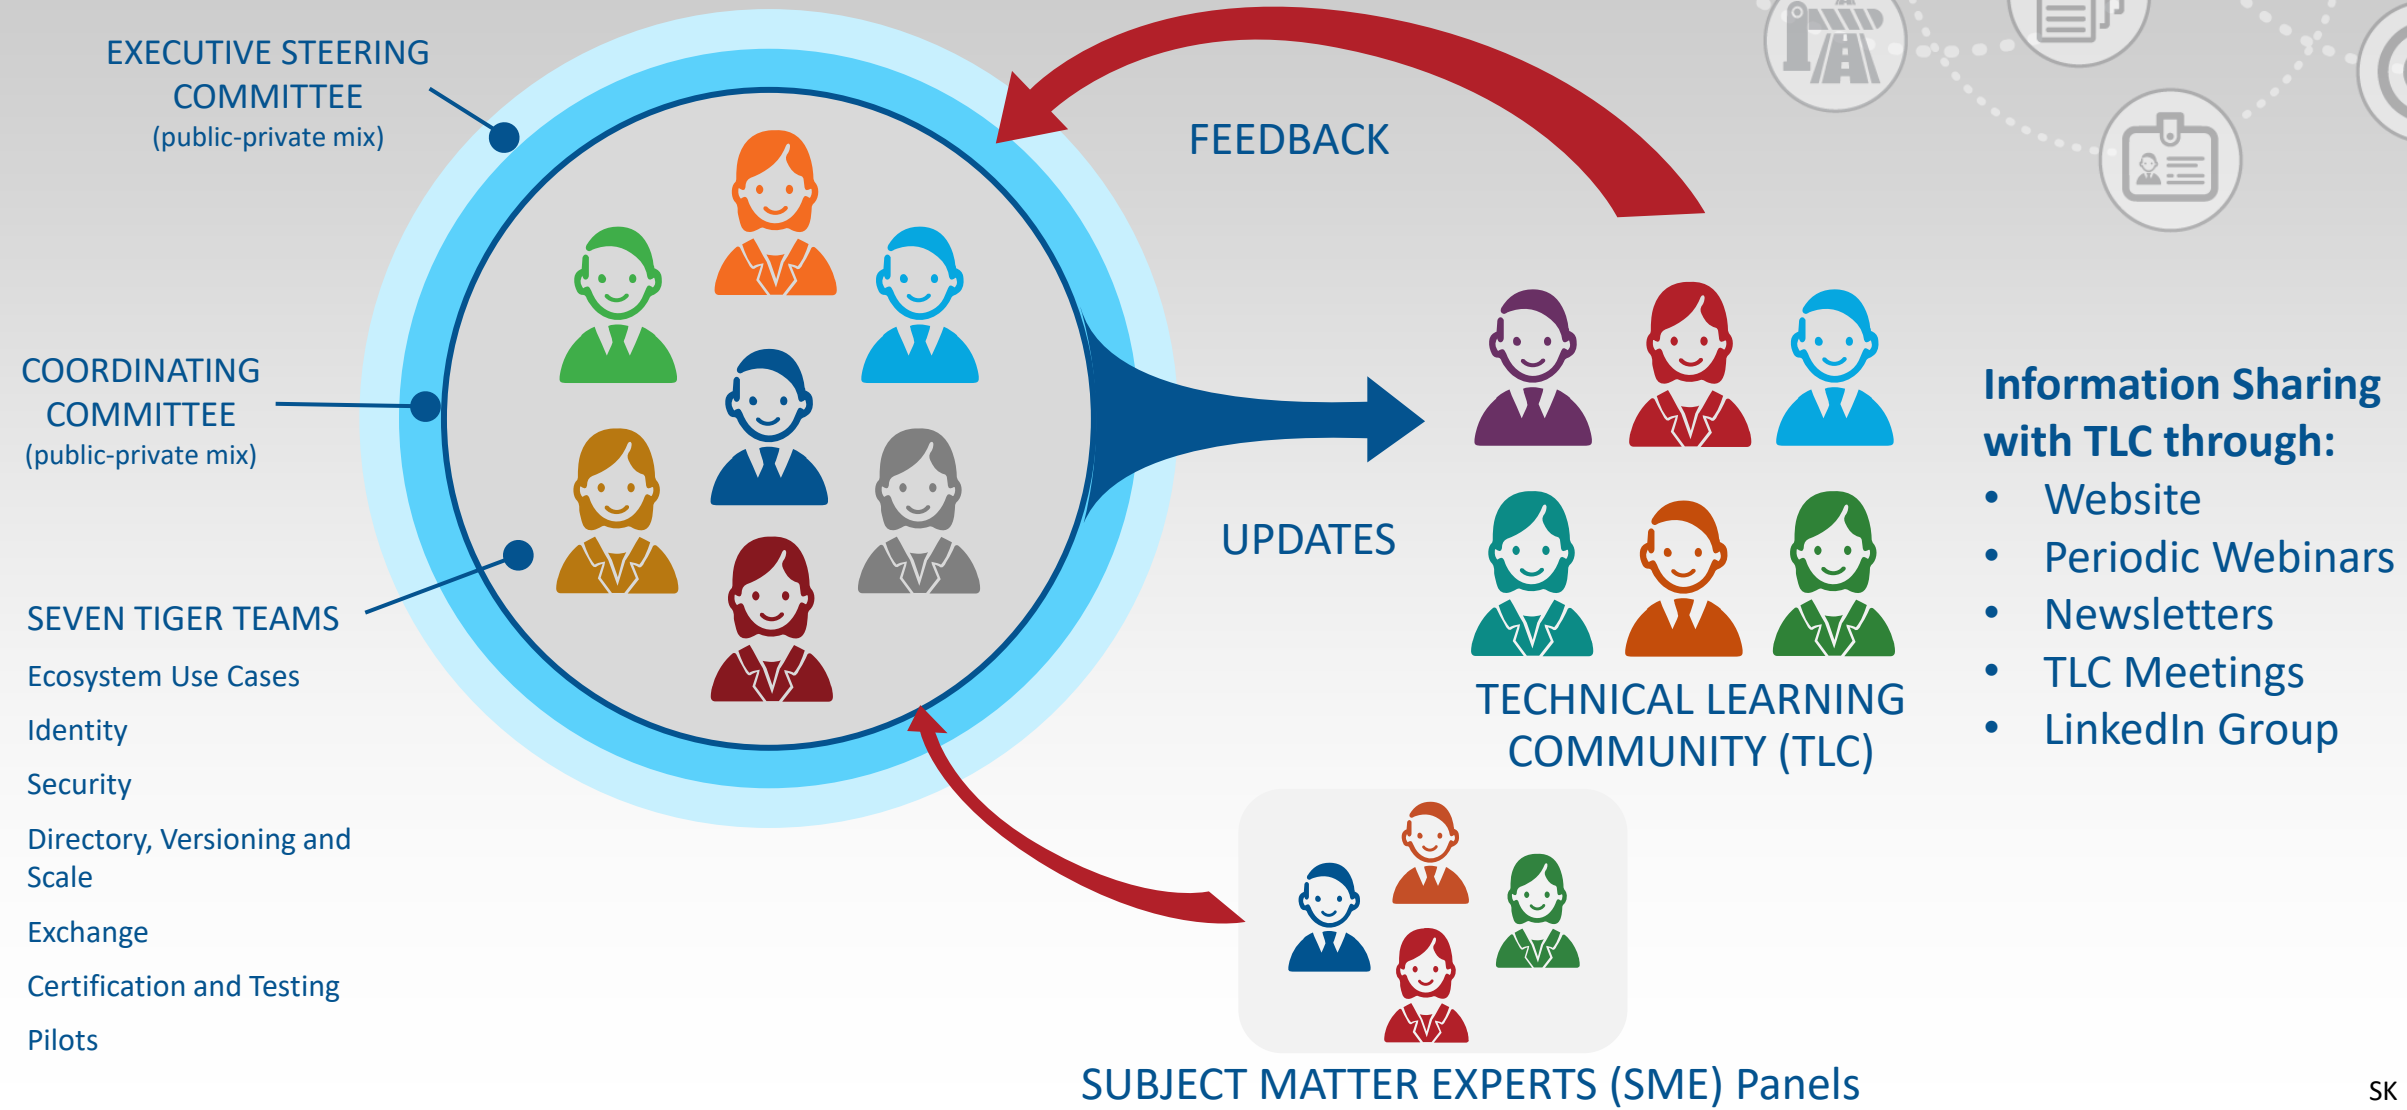 EXECUTIVE STEERING
COMMITTEE
(public-private mix)
COORDINATING
COMMITTEE
(public-private mix)
SEVEN TIGER TEAMS
Ecosystem Use Cases
Identity
Security
Directory, Versioning and
Scale
Exchange
Certification and Testing
Pilots
FEEDBACK
UPDATES
TECHNICAL LEARNING
COMMUNITY (TLC)
SUBJECT MATTER EXPERTS (SME) Panels
Information Sharing
with TLC through:
• Website
• Periodic Webinars
• Newsletters
• TLC Meetings
• LinkedIn Group
SK